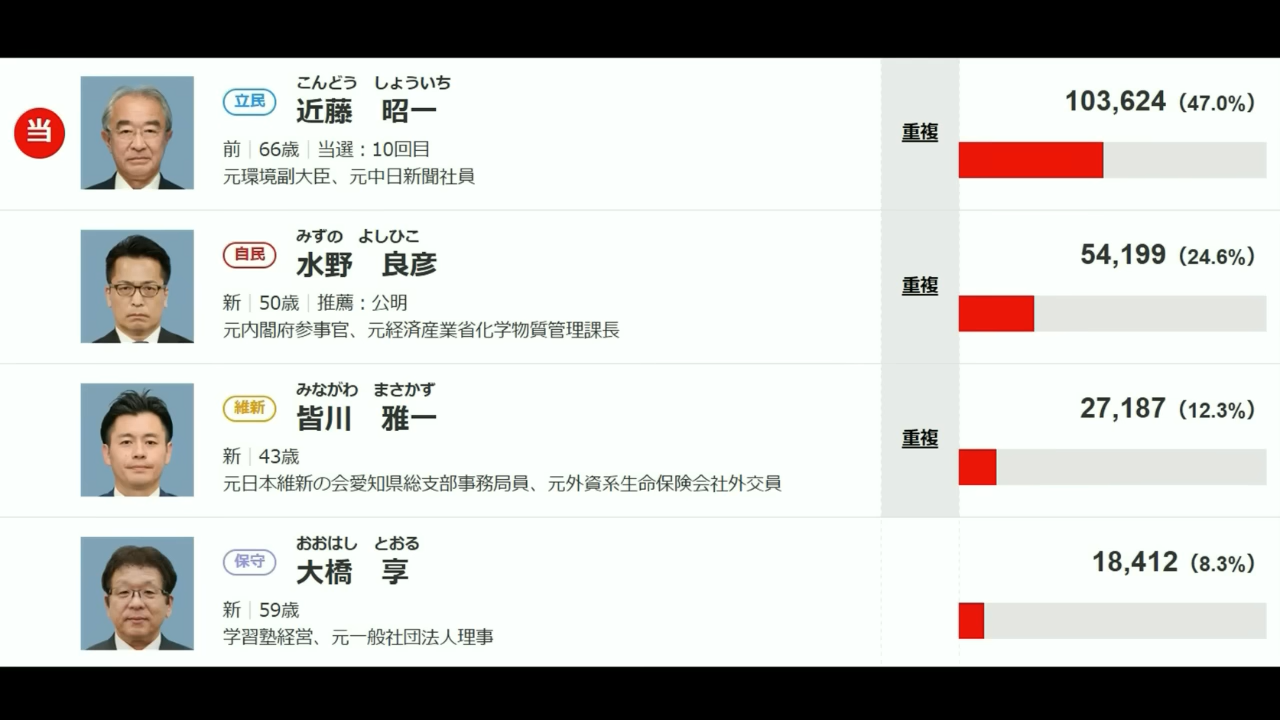 当
立民
こんどう しょういち
近藤 昭一
前 | 66歳 | 当選：10回目
元環境副大臣、元中日新聞社員
重複
103,624（47.0%）
自民
みずの よしひこ
水野 良彦
新 | 50歳 | 推薦：公明
元内閣府参事官、元経済産業省化学物質管理課長
重複
54,199（24.6%）
維新
みながわ まさかず
皆川 雅一
新 | 43歳
元日本維新の会愛知県総支部事務局員、元外資系生命保険会社外交員
重複
27,187（12.3%）
保守
おおはし とおる
大橋 享
新 | 59歳
学習塾経営、元一般社団法人理事
18,412（8.3%）